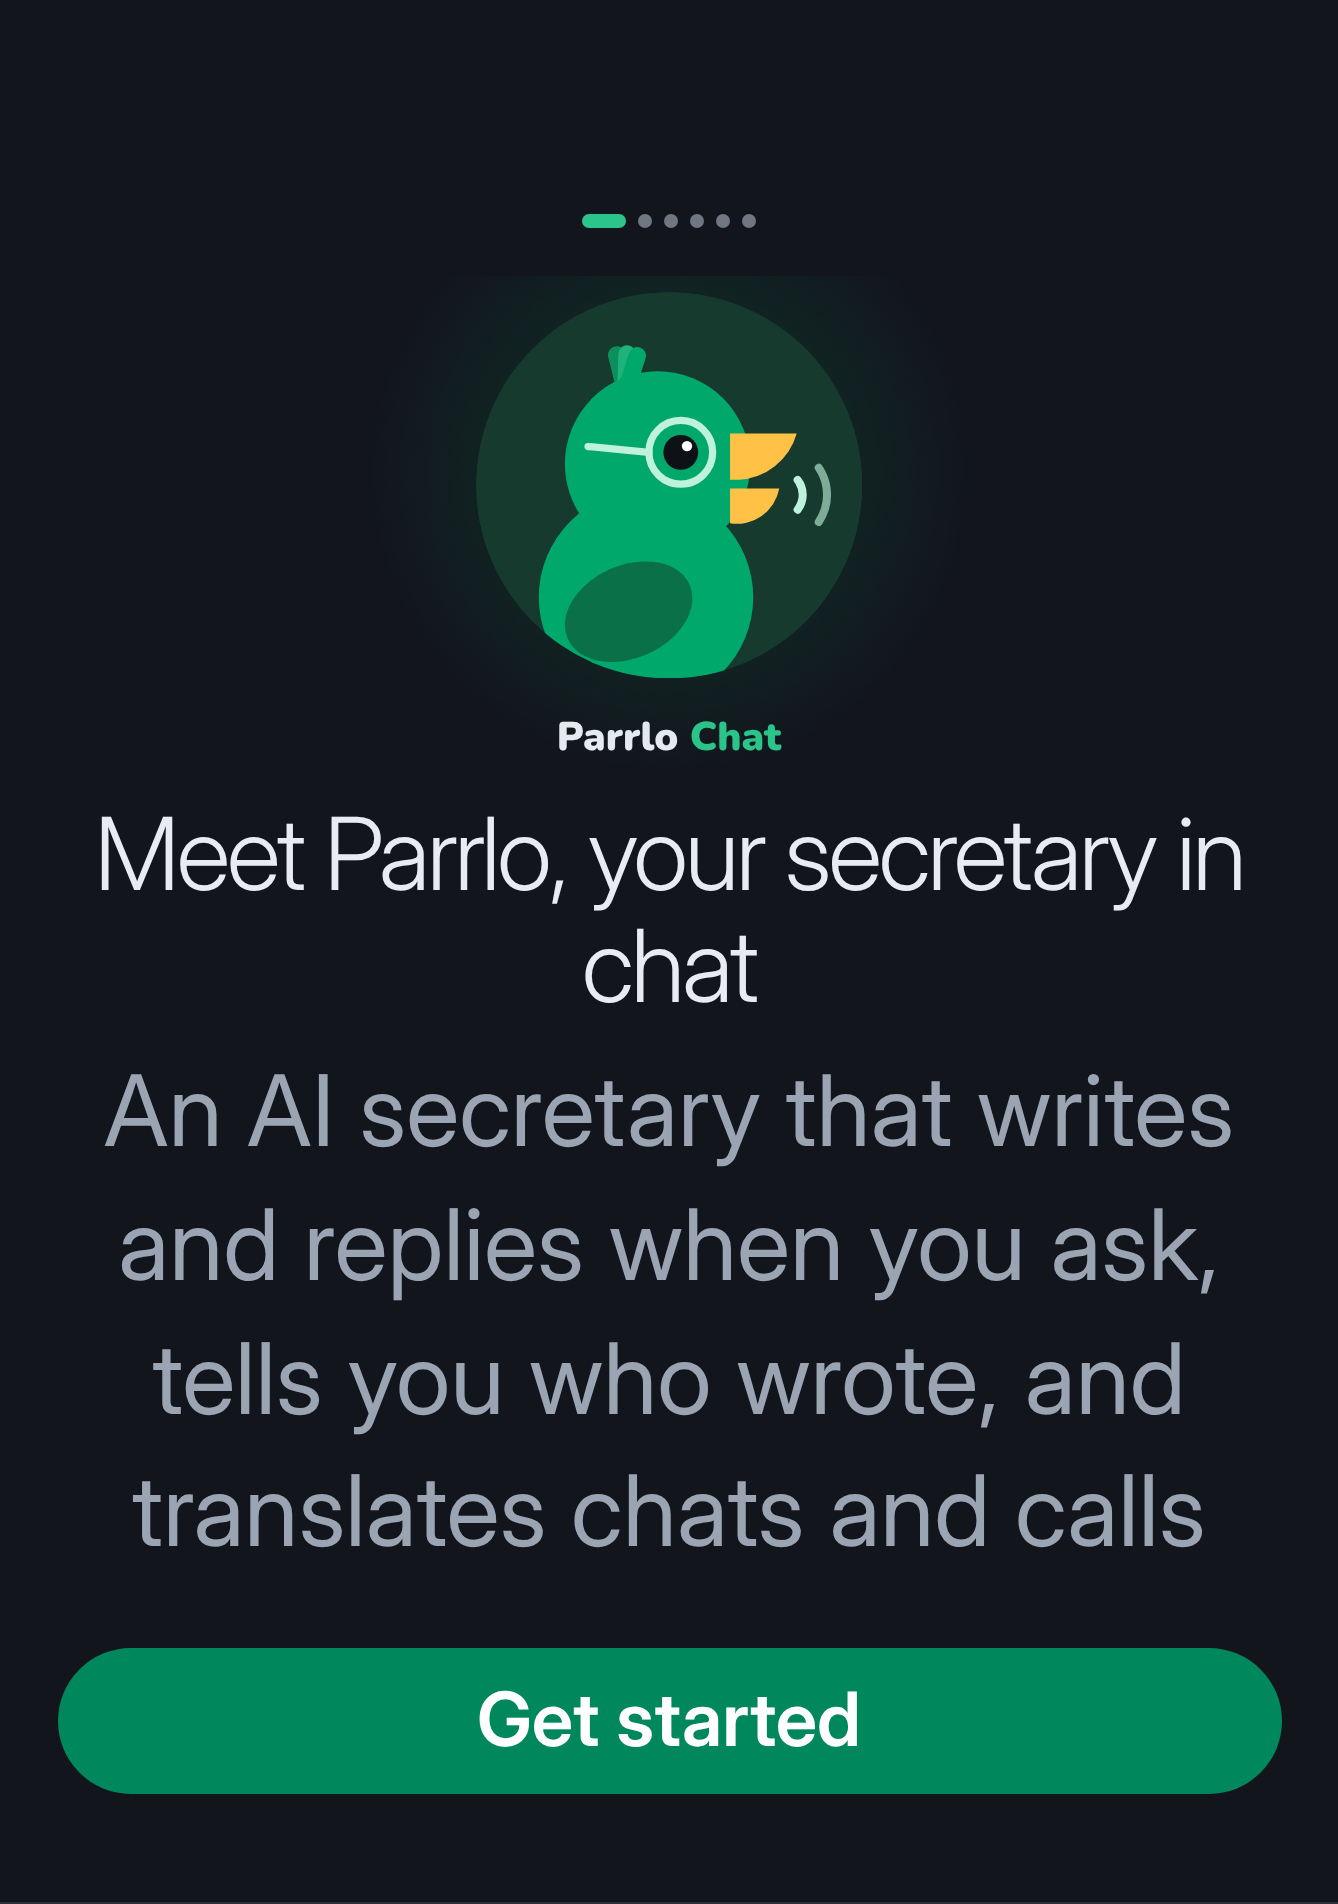 Parrlo Chat
Meet Parrlo, your secretary in
chat
An AI secretary that writes
and replies when you ask,
tells you who wrote, and
translates chats and calls
Get started